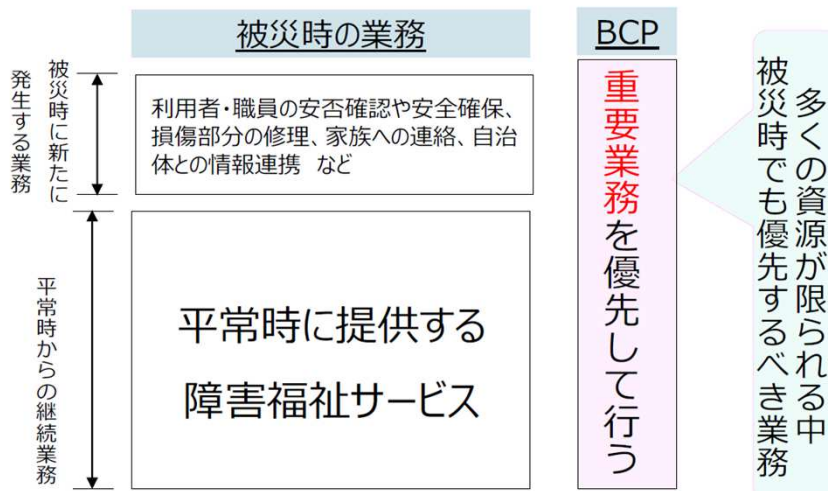 被災時の業務
BCP
被災時に新たに
発生する業務
利用者・職員の安否確認や安全確保、
損傷部分の修理、家族への連絡、自治
体との情報連携　など
平常時からの継続業務
平常時に提供する
障害福祉サービス
重要業務を優先して行う
多くの資源が限られる中
被災時でも優先するべき業務